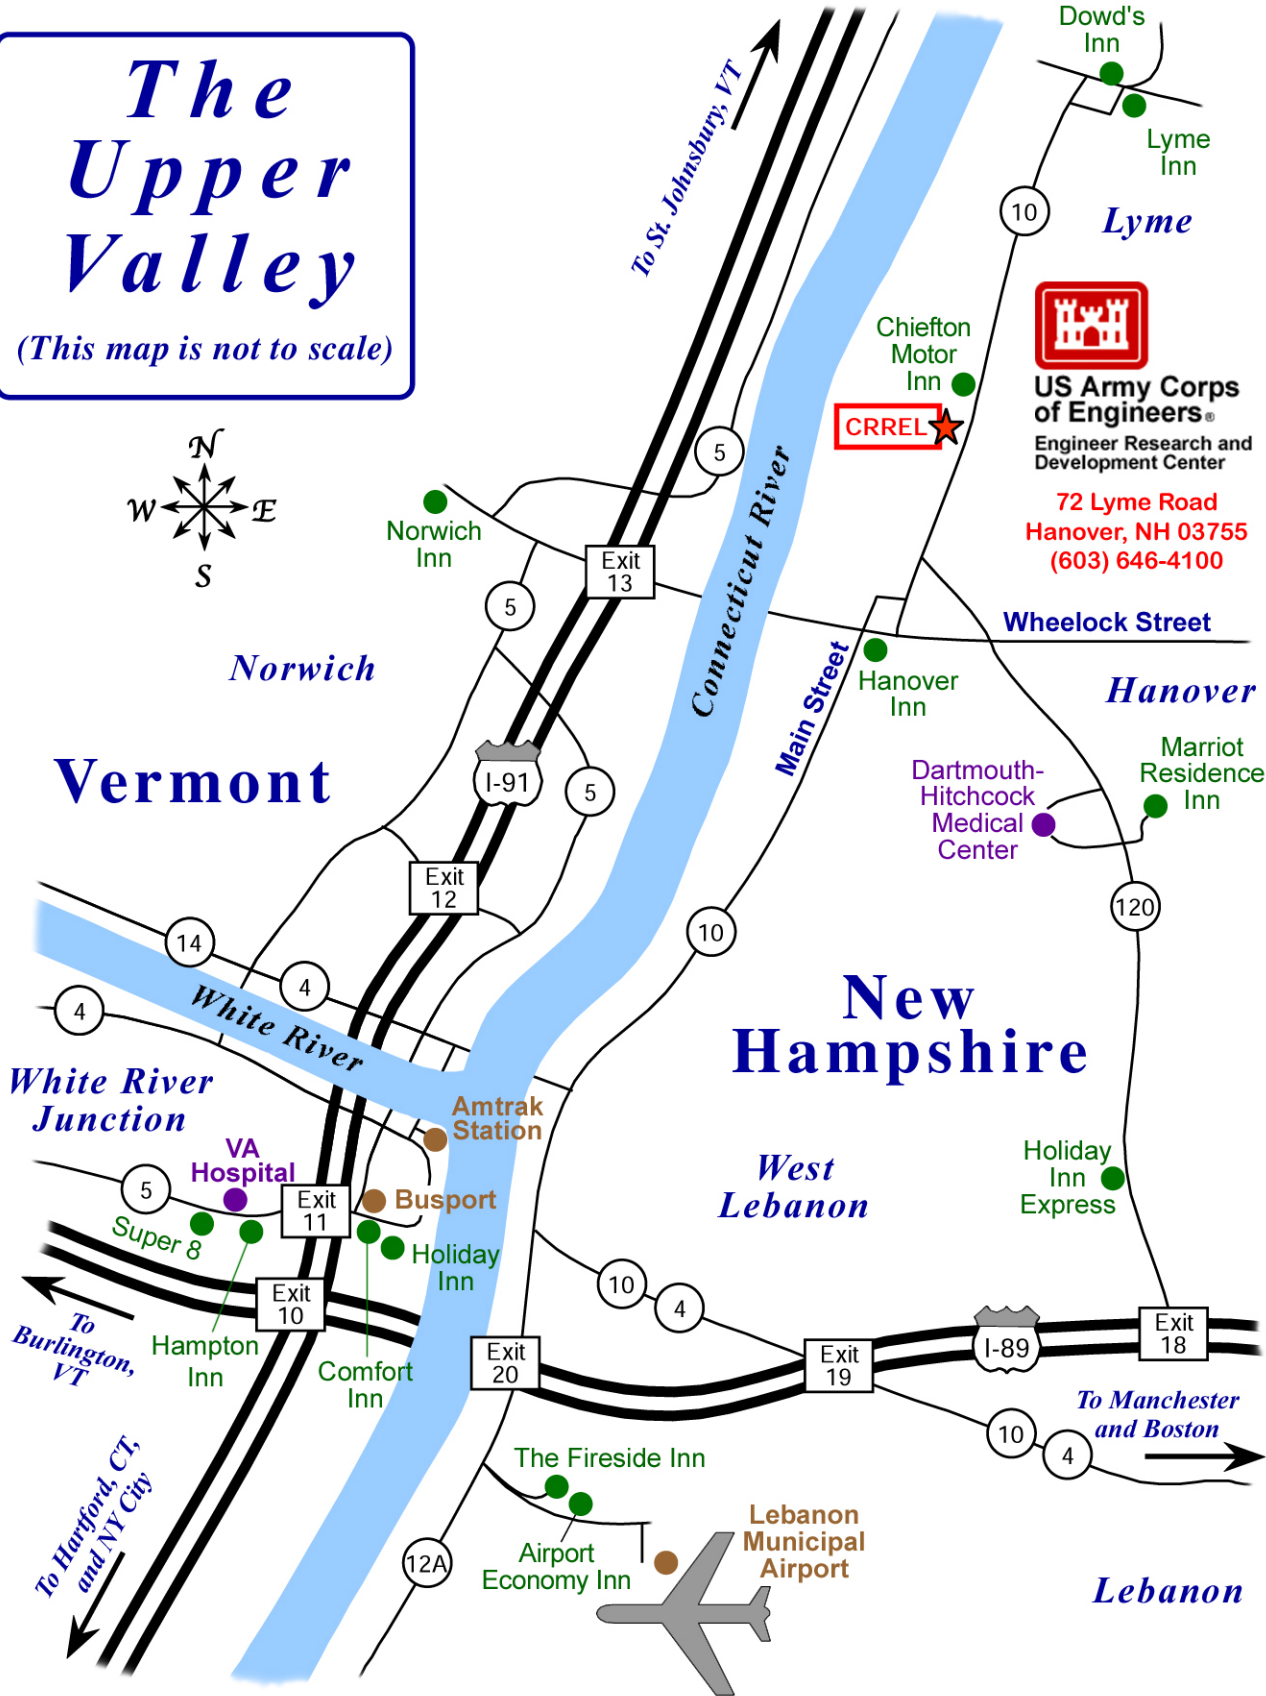 The
Upper
Valley
(This map is not to scale)
N
W
E
S
To St. Johnsbury, VT
Dowd's
Inn
Lyme
Inn
10
Lyme
Chiefton
Motor
Inn
CRREL
US Army Corps
of Engineers®
Engineer Research and
Development Center
72 Lyme Road
Hanover, NH 03755
(603) 646-4100
5
Norwich
Inn
Exit
13
5
Connecticut River
Wheelock Street
Norwich
Main Street
Hanover
Inn
Hanover
Vermont
I-91
5
Dartmouth-
Hitchcock
Medical
Center
Marriot
Residence
Inn
Exit
12
120
10
14
4
4
White River
New
Hampshire
White River
Junction
Amtrak
Station
VA
Hospital
5
Exit
11
Busport
Super 8
Holiday
Inn
West
Lebanon
Holiday
Inn
Express
Exit
10
10
4
To
Burlington,
VT
Hampton
Inn
Comfort
Inn
Exit
20
Exit
19
I-89
Exit
18
To Manchester
and Boston
10
4
To Hartford, CT,
and NY City
The Fireside Inn
Airport
Economy Inn
12A
Lebanon
Municipal
Airport
Lebanon